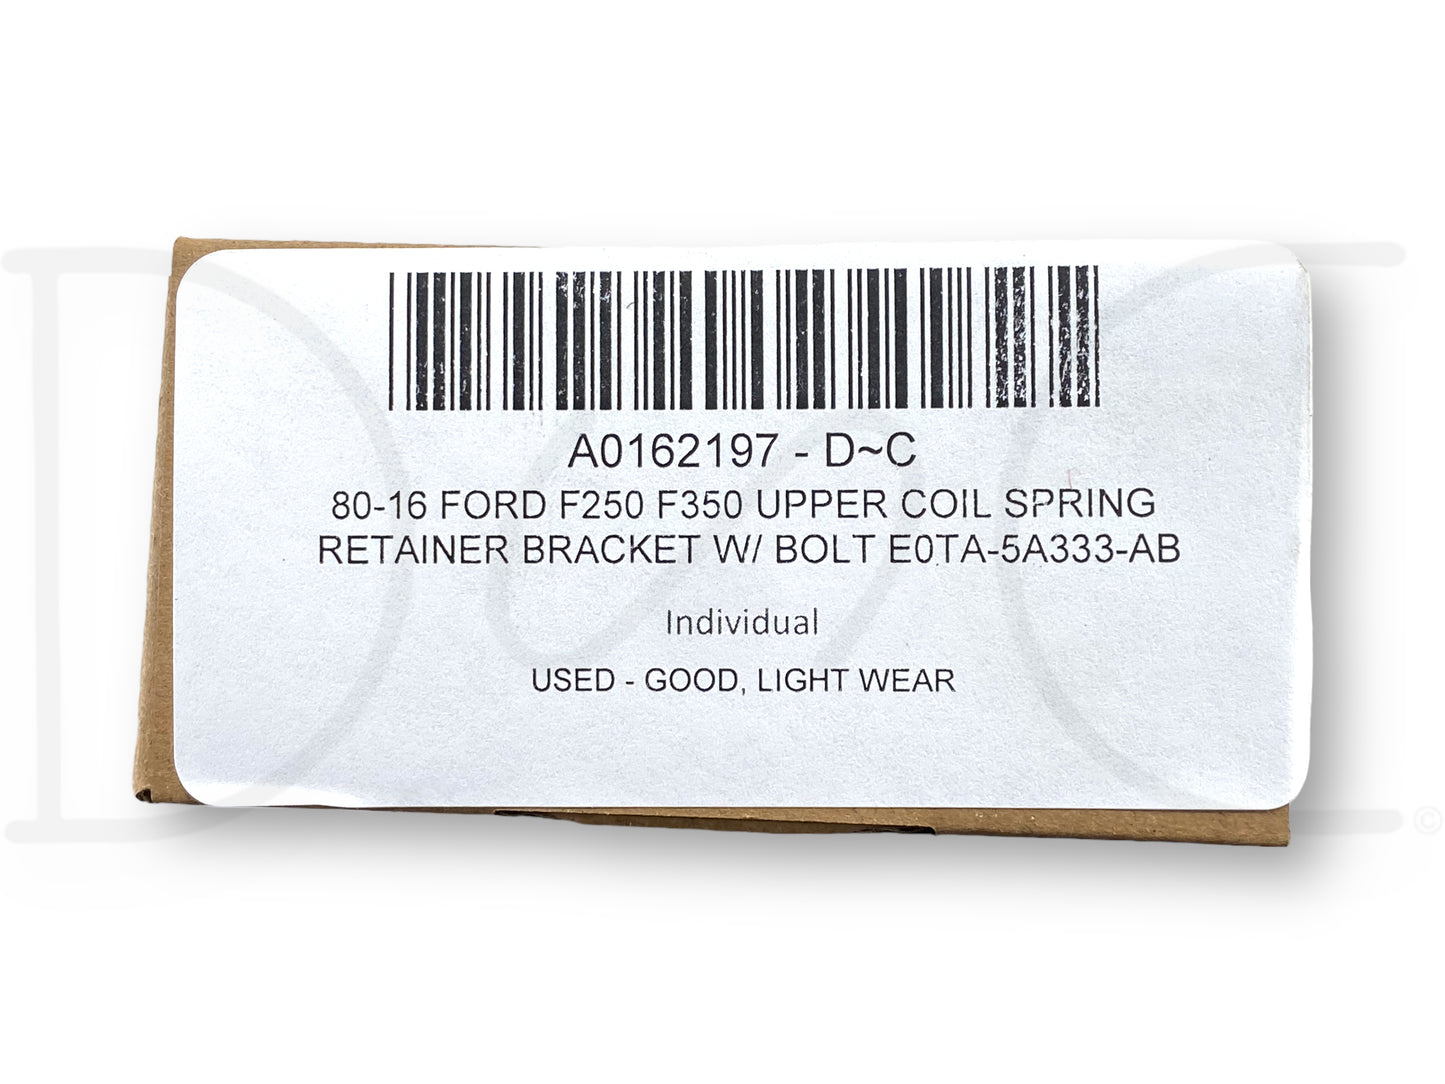 A0162197 - D~C
80-16 FORD F250 F350 UPPER COIL SPRING
RETAINER BRACKET W/ BOLT E0TA-5A333-AB
Individual
USED - GOOD, LIGHT WEAR
©